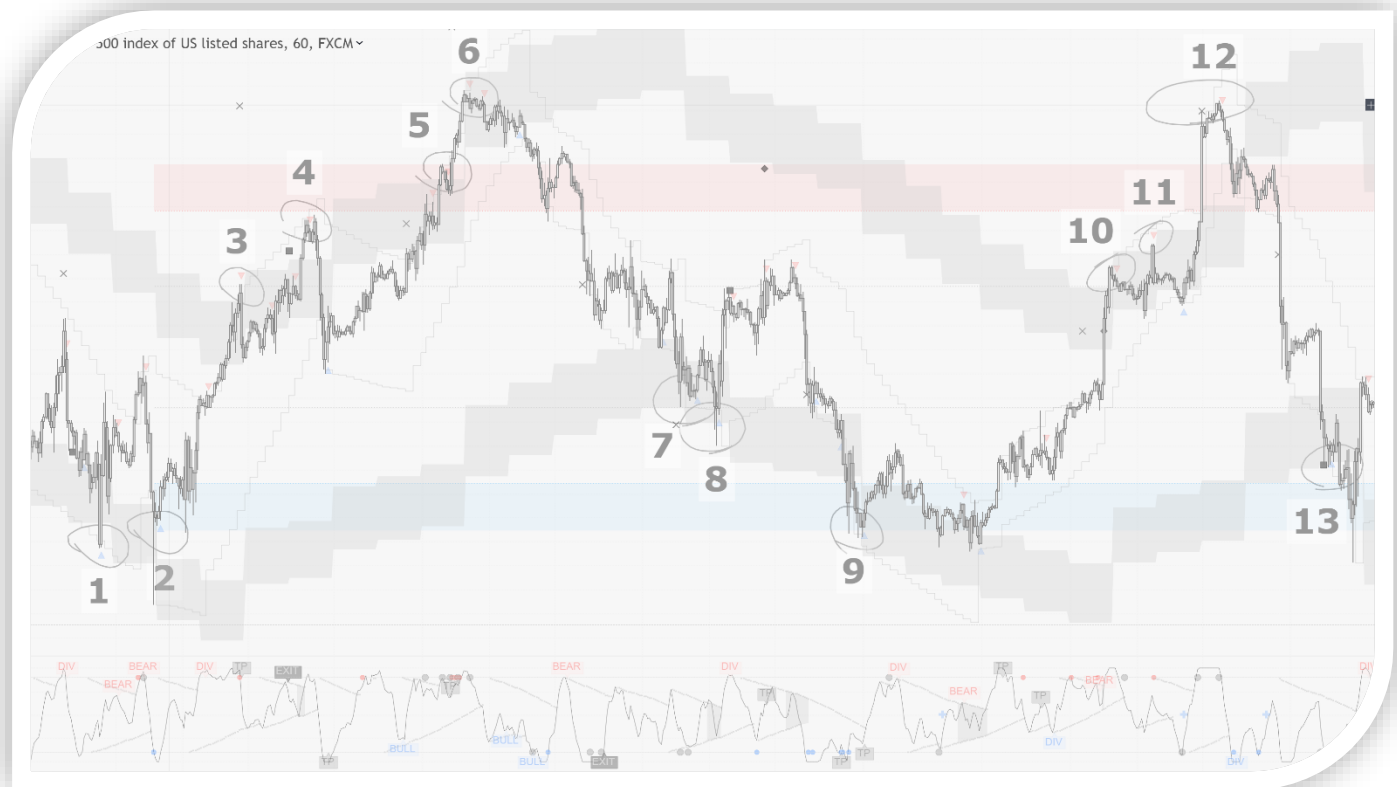 500 index of US listed shares, 60, FXCM
6
12
5
4
11
3
10
7
8
9
13
1
2
DIV
BEAR
DIV
TP
EXIT
BEAR
DIV
DIV
TP
BEAR
TP
TP
BEAR
TP
BEAR
BULL
BULL
BULL
TP
EXIT
TP
TP
DIV
DIV